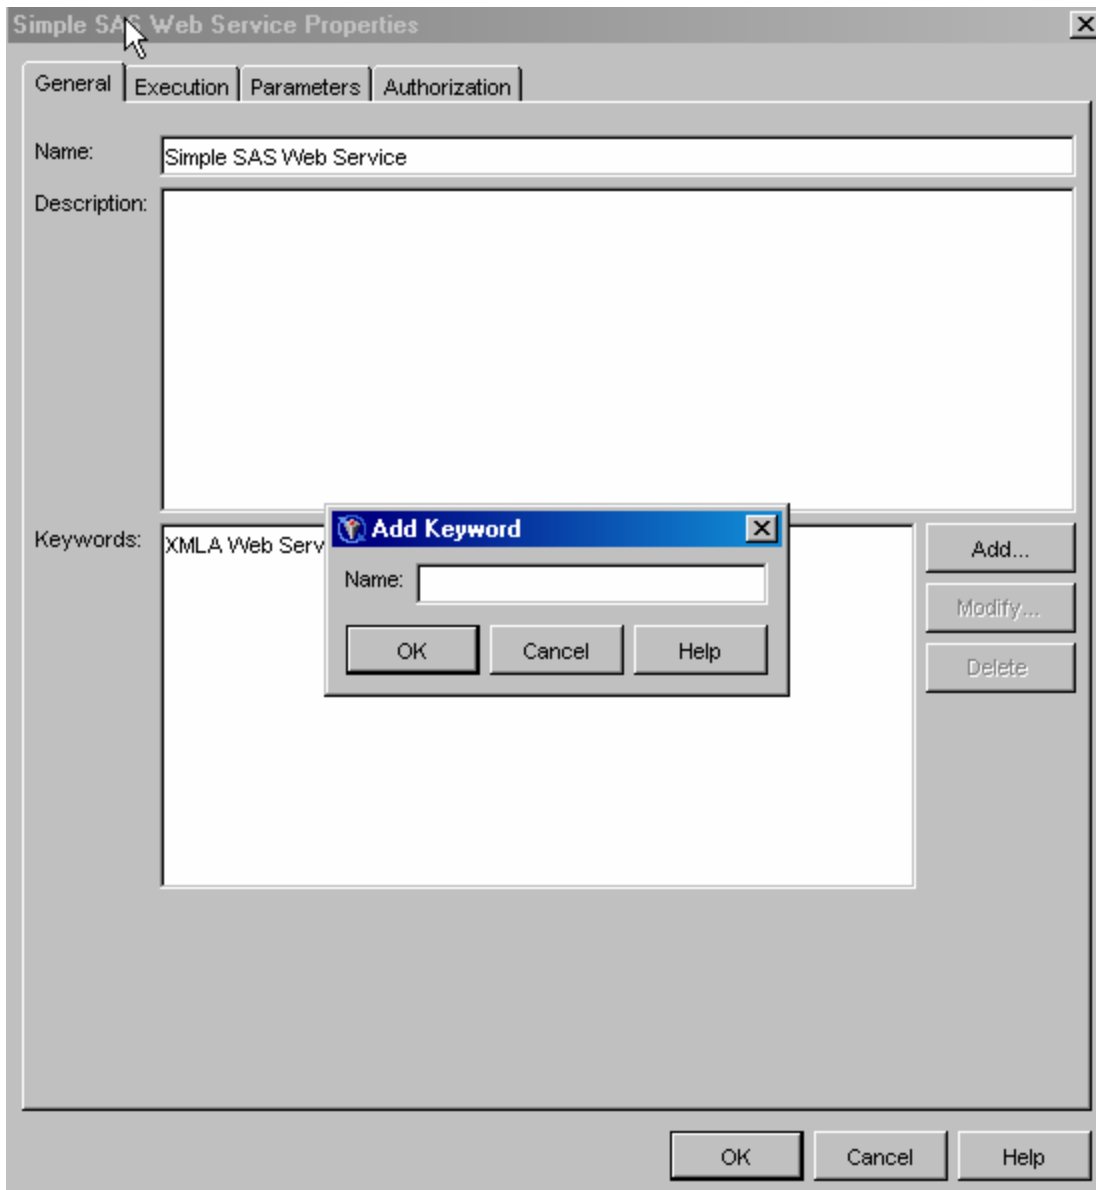 Simple SAS Web Service Properties
General Execution Parameters Authorization
Name: Simple SAS Web Service
Description:
Keywords: XMLA Web Serv
Add...
Modify...
Delete
Add Keyword
Name:
OK Cancel Help
OK Cancel Help